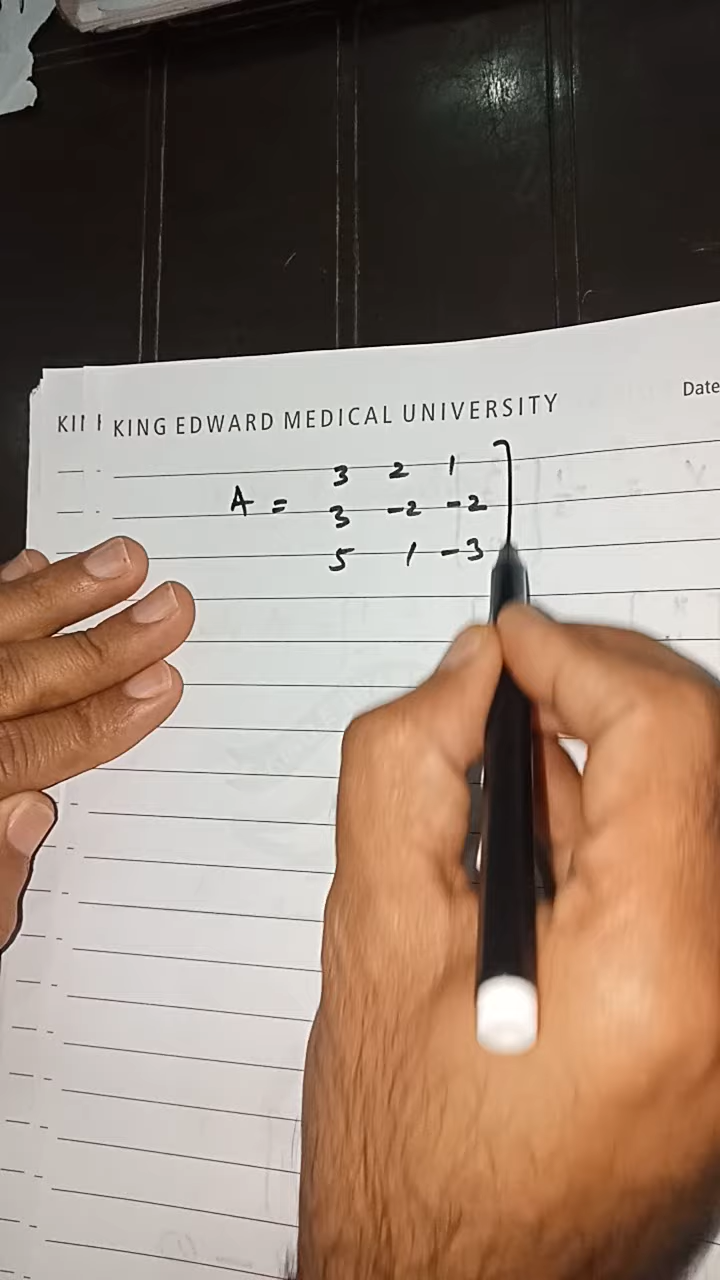 KING EDWARD MEDICAL UNIVERSITY
Date
3 2 1
A = 3 -2 -2
5 1 -3